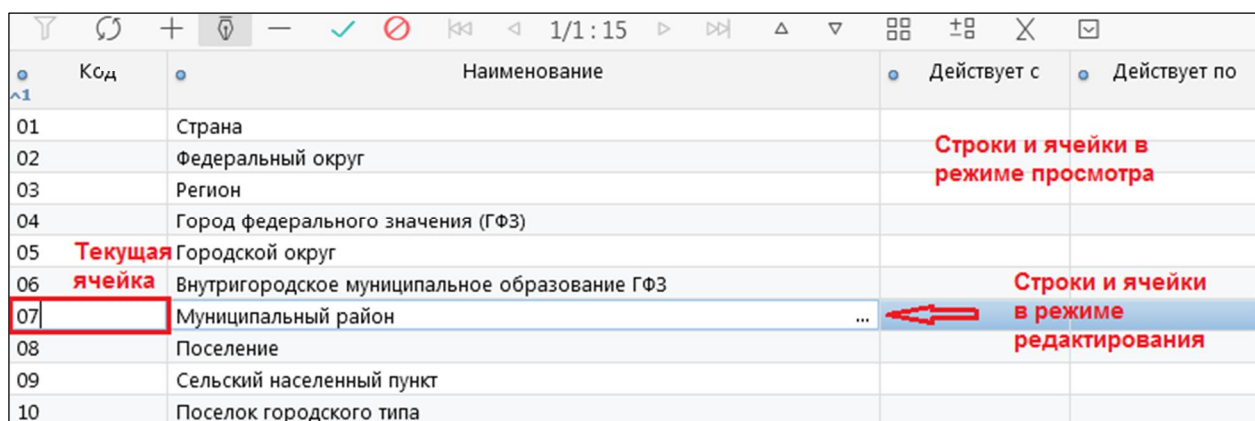 1/1 : 15
Код Наименование Действует с Действует по
^1
01 Страна
02 Федеральный округ
03 Регион
Строки и ячейки в
режиме просмотра
04 Город федерального значения (ГФЗ)
05 Городской округ
Текущая
ячейка
06 Внутригородское муниципальное образование ГФЗ
07 Муниципальный район ...
Строки и ячейки
в режиме
редактирования
08 Поселение
09 Сельский населенный пункт
10 Поселок городского типа